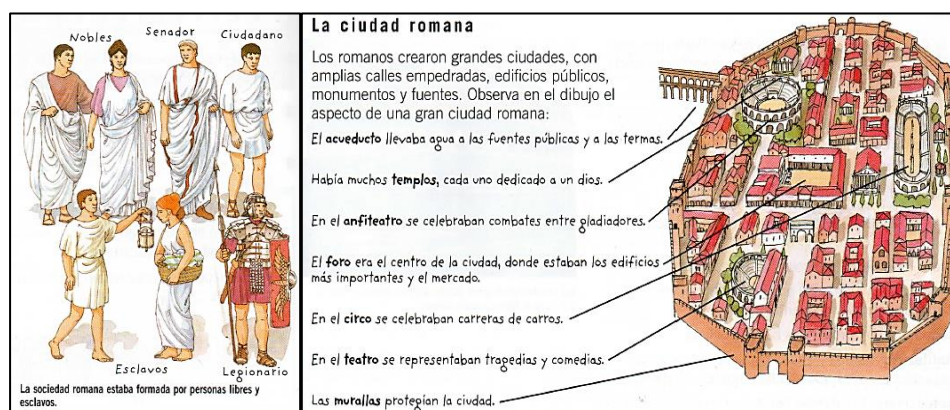 Nobles
Senador
Ciudadano
Esclavos
Legionario
La sociedad romana estaba formada por personas libres y
esclavos.
La ciudad romana
Los romanos crearon grandes ciudades, con
amplias calles empedradas, edificios públicos,
monumentos y fuentes. Observa en el dibujo el
aspecto de una gran ciudad romana:
El acueducto llevaba agua a las fuentes públicas y a las termas.
Había muchos templos, cada uno dedicado a un dios.
En el anfiteatro se celebraban combates entre gladiadores.
El foro era el centro de la ciudad, donde estaban los edificios
más importantes y el mercado.
En el circo se celebraban carreras de carros.
En el teatro se representaban tragedias y comedias.
Las murallas protegían la ciudad.